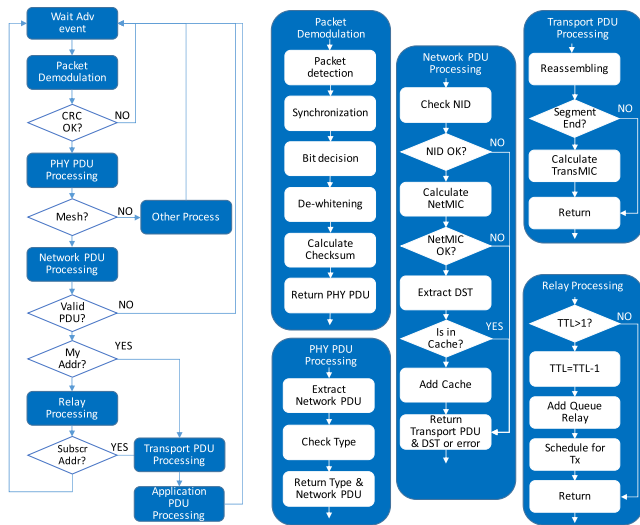 Wait Adv
event
Packet
Demodulation
CRC
OK?
NO
PHY PDU
Processing
Mesh?
NO
Other Process
Network PDU
Processing
Valid
PDU?
NO
My
Addr?
YES
Relay
Processing
Subscr
Addr?
YES
Transport PDU
Processing
Application
PDU
Processing
Packet
Demodulation
Packet
detection
Synchronization
Bit decision
De-whitening
Calculate
Checksum
Return PHY PDU
PHY PDU
Processing
Extract
Network PDU
Check Type
Return Type &
Network PDU
Network PDU
Processing
Check NID
NID OK?
NO
Calculate
NetMIC
NetMIC
OK?
NO
Extract DST
Is in
Cache?
YES
Add Cache
Return
Transport PDU
& DST or error
Transport PDU
Processing
Reassembling
Segment
End?
NO
Calculate
TransMIC
Return
Relay Processing
TTL>1?
NO
TTL=TTL-1
Add Queue
Relay
Schedule for
Tx
Return